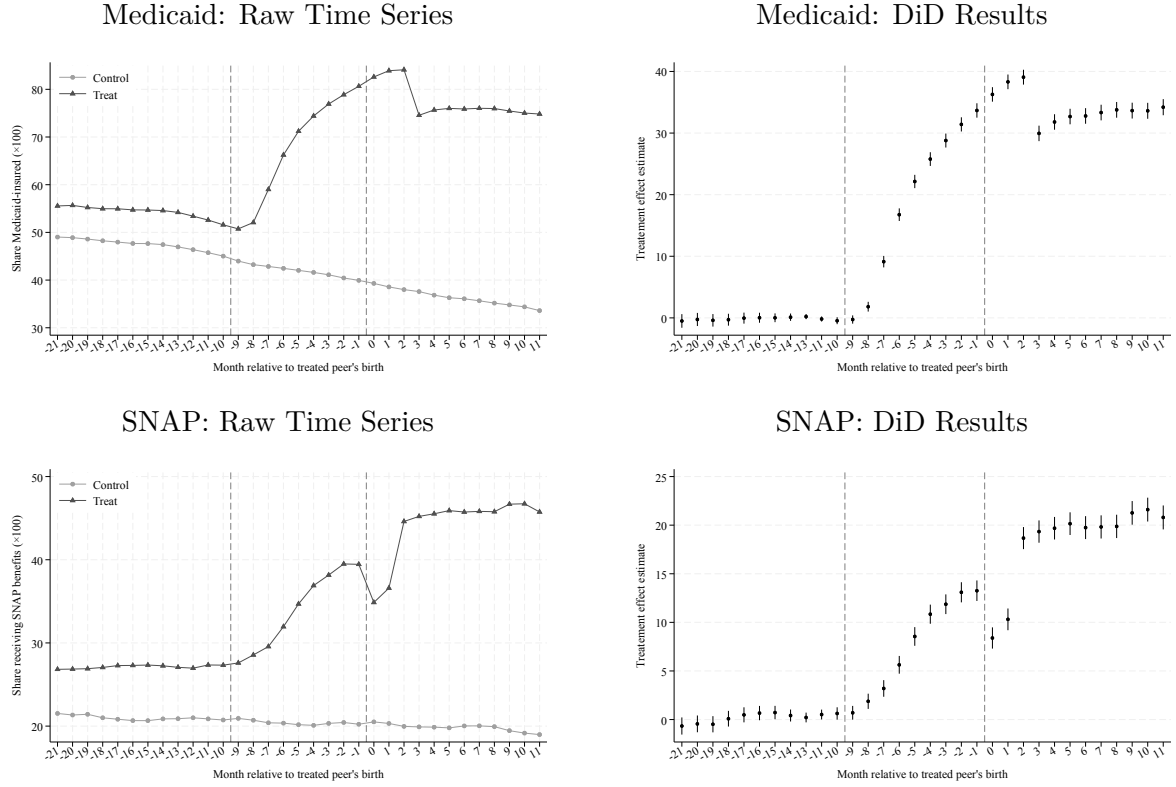 Medicaid: Raw Time Series
Share Medicaid-insured (×100)
80
70
60
50
40
30
Control
Treat
-21 -20 -19 -18 -17 -16 -15 -14 -13 -12 -11 -10 -9 -8 -7 -6 -5 -4 -3 -2 -1 0 1 2 3 4 5 6 7 8 9 10 11
Month relative to treated peer's birth
Medicaid: DiD Results
Treatement effect estimate
40
30
20
10
0
-21 -20 -19 -18 -17 -16 -15 -14 -13 -11 -10 -9 -8 -7 -6 -5 -4 -3 -2 -1 0 1 2 3 4 5 6 7 8 9 10 11
Month relative to treated peer's birth
SNAP: Raw Time Series
Share receiving SNAP benefits (×100)
50
40
30
20
Control
Treat
-21 -20 -19 -18 -17 -16 -15 -14 -13 -12 -11 -10 -9 -8 -7 -6 -5 -4 -3 -2 -1 0 1 2 3 4 5 6 7 8 9 10 11
Month relative to treated peer's birth
SNAP: DiD Results
Treatement effect estimate
25
20
15
10
5
0
-21 -20 -19 -18 -17 -16 -15 -14 -13 -11 -10 -9 -8 -7 -6 -5 -4 -3 -2 -1 0 1 2 3 4 5 6 7 8 9 10 11
Month relative to treated peer's birth